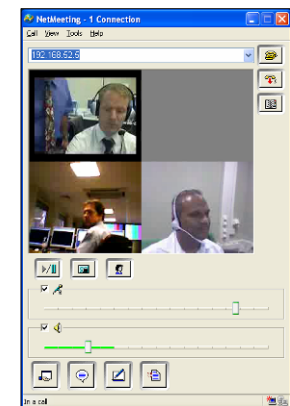 NetMeeting - 1 Connection
Call View Tools Help
192.168.52.5
In a call